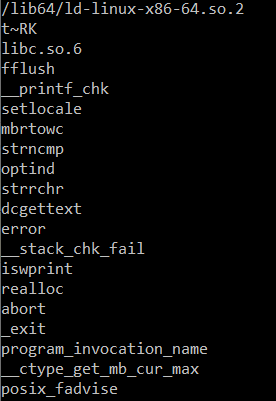 /lib64/ld-linux-x86-64.so.2
t~RK
libc.so.6
fflush
__printf_chk
setlocale
mbrtowc
strncmp
optind
strrchr
dcgettext
error
__stack_chk_fail
iswprint
realloc
abort
_exit
program_invocation_name
__ctype_get_mb_cur_max
posix_fadvise